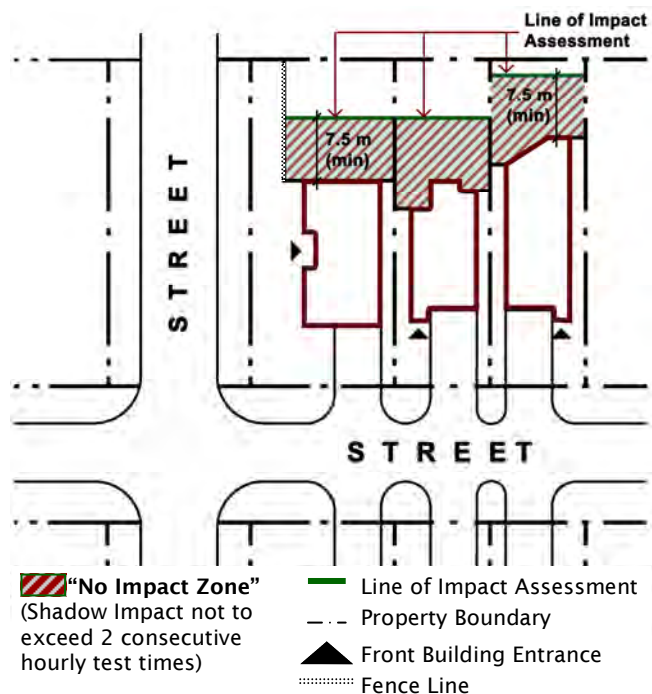 Line of Impact
Assessment
7.5 m
(min)
7.5 m
(min)
STREET
STREET
"No Impact Zone"
(Shadow Impact not to
exceed 2 consecutive
hourly test times)
Line of Impact Assessment
Property Boundary
Front Building Entrance
Fence Line